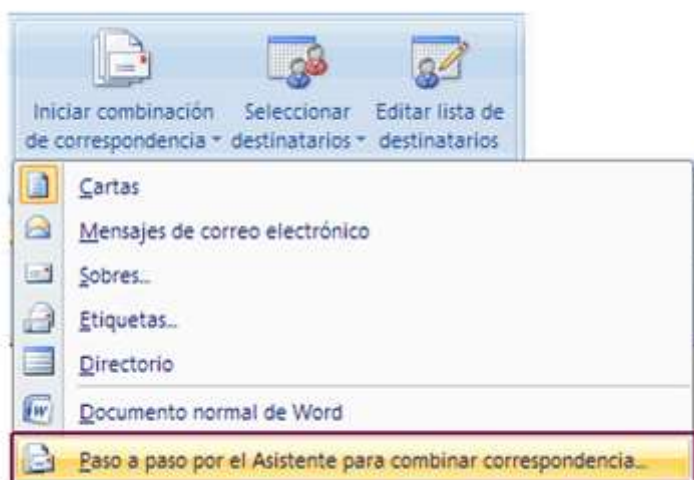 Iniciar combinación Seleccionar Editar lista de
de correspondencia destinatarios destinatarios
Cartas
Mensajes de correo electrónico
Sobres...
Etiquetas...
Directorio
Documento normal de Word
Paso a paso por el Asistente para combinar correspondencia...